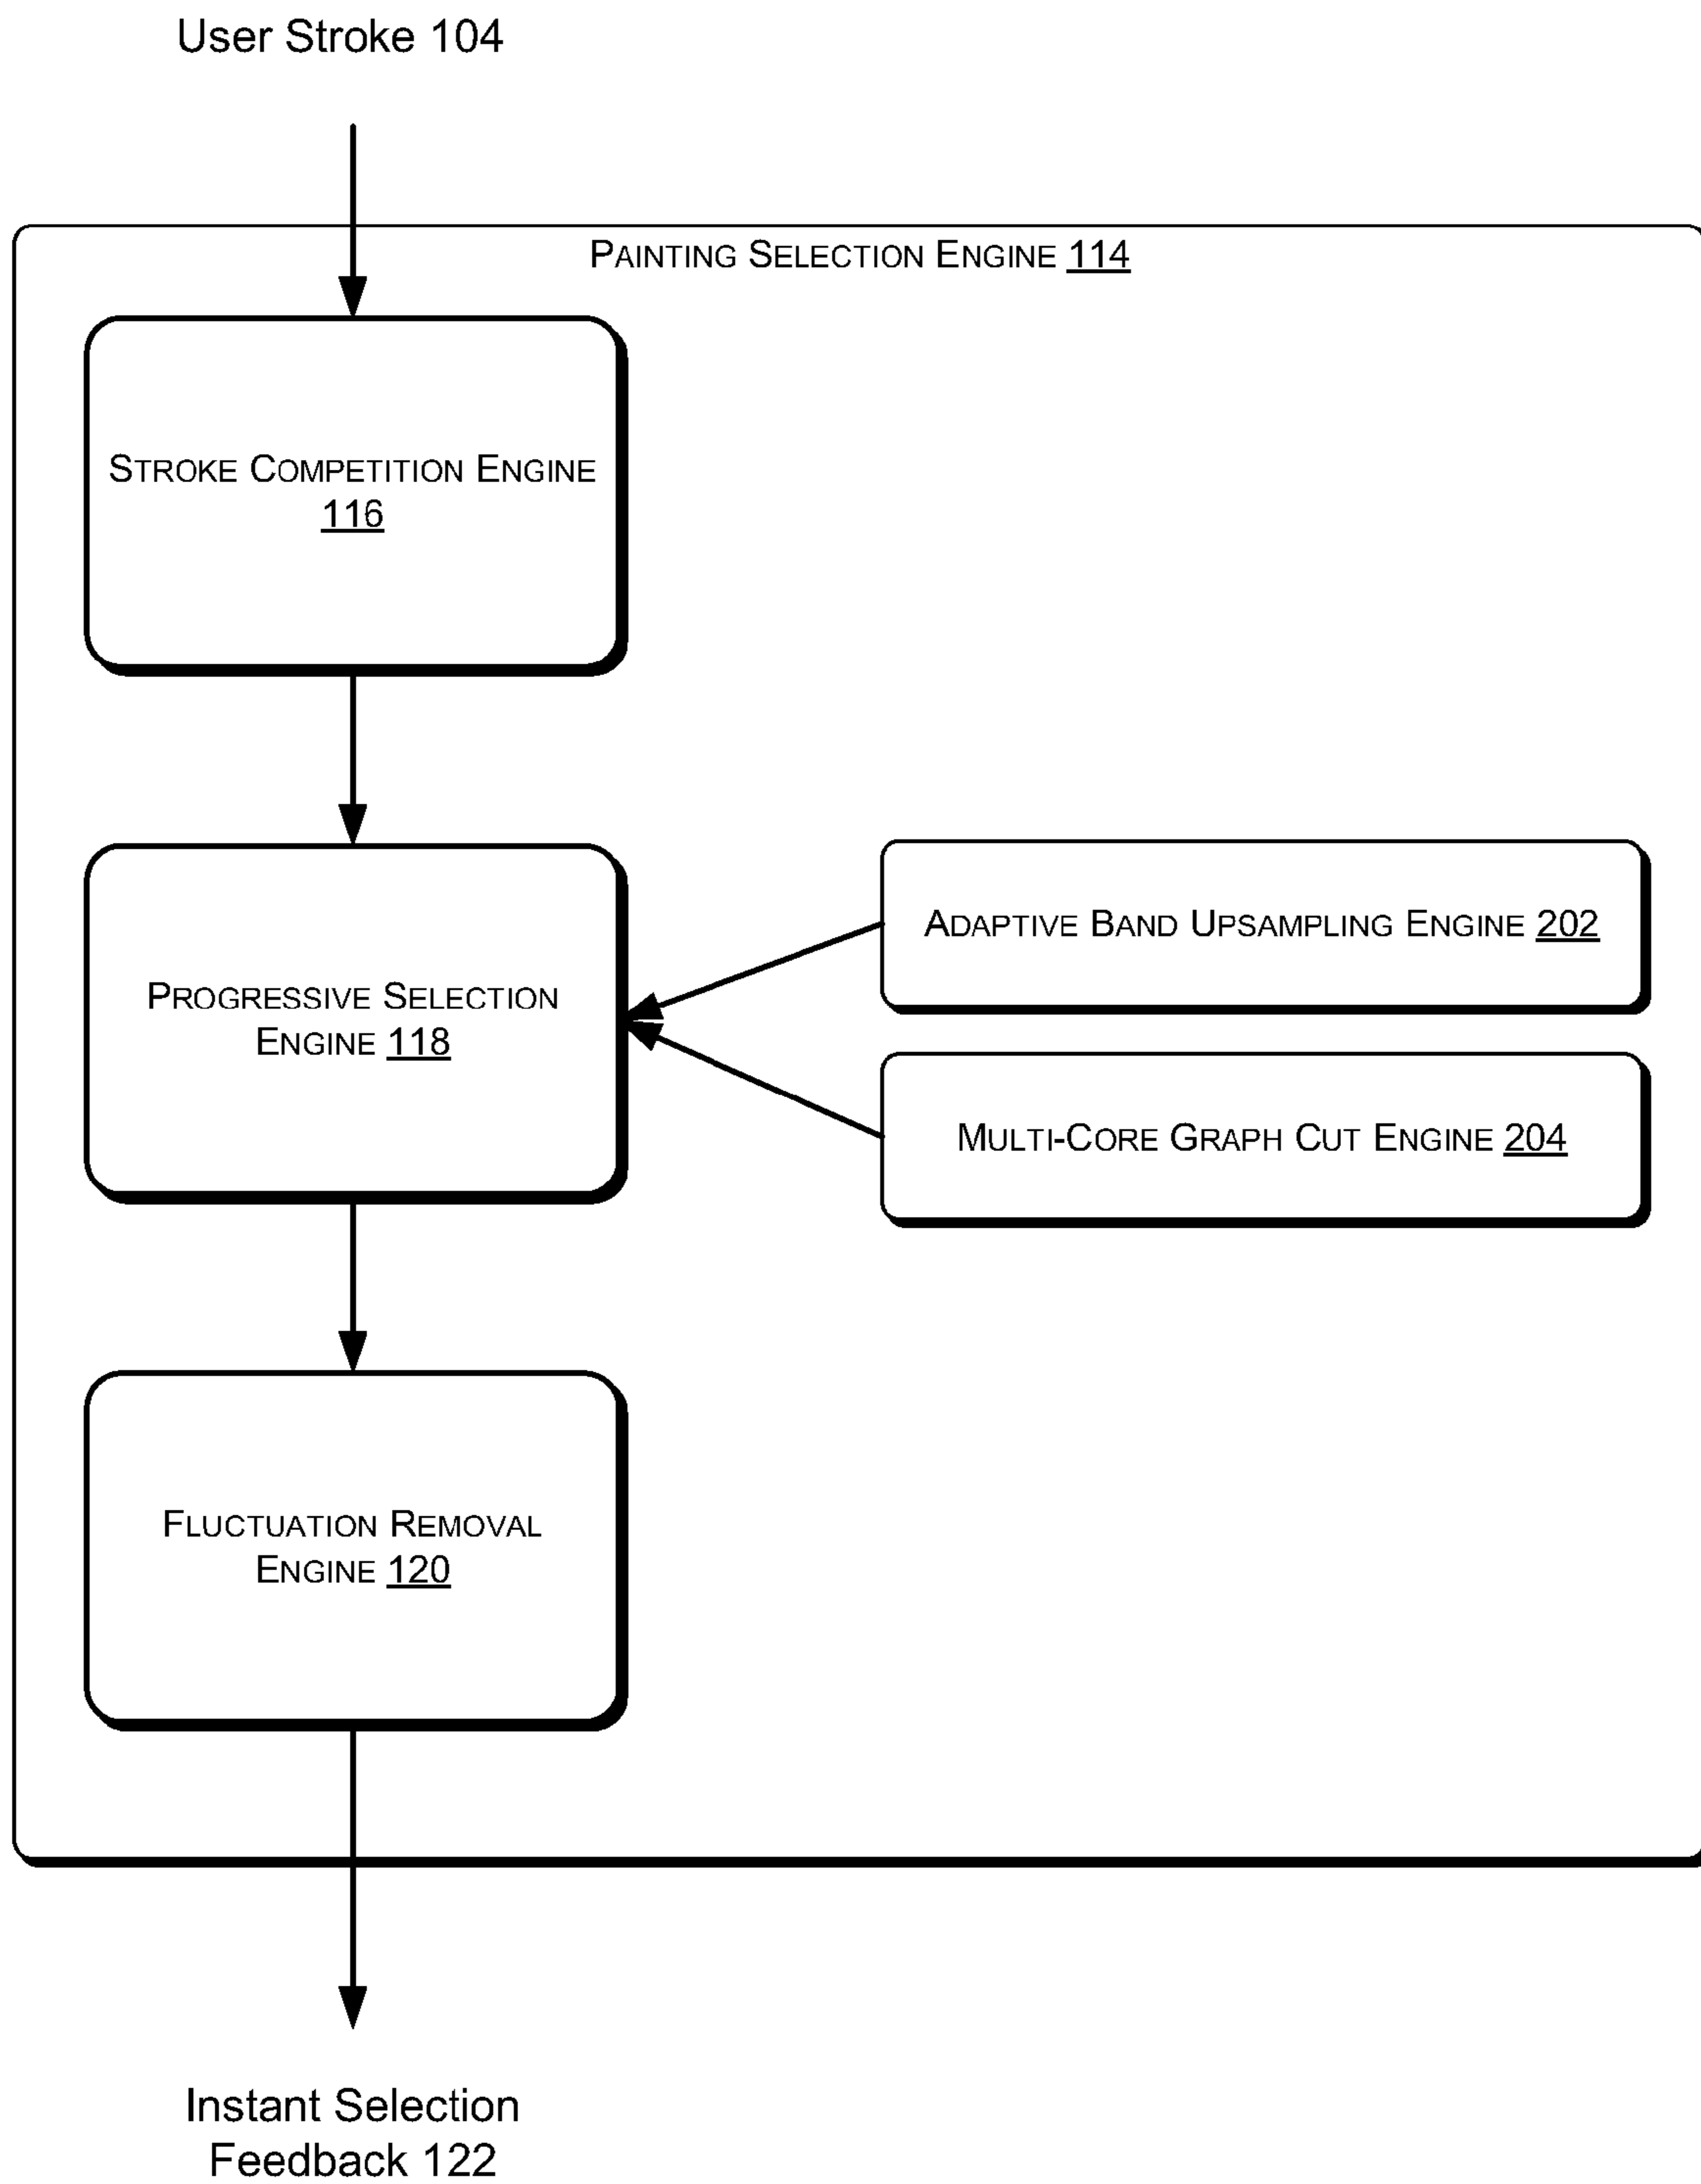 User Stroke 104
PAINTING SELECTION ENGINE 114
STROKE COMPETITION ENGINE
116
PROGRESSIVE SELECTION
ENGINE 118
ADAPTIVE BAND UPSAMPLING ENGINE 202
MULTI-CORE GRAPH CUT ENGINE 204
FLUCTUATION REMOVAL
ENGINE 120
Instant Selection
Feedback 122